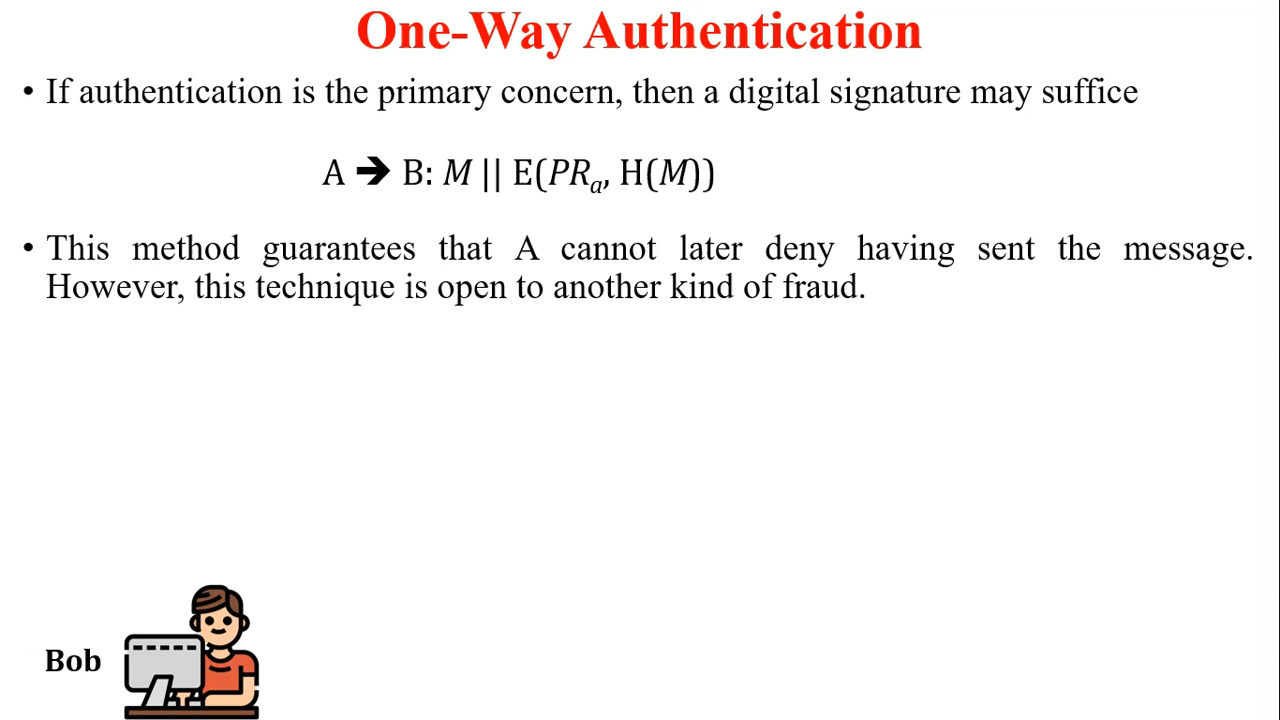 One-Way Authentication
• If authentication is the primary concern, then a digital signature may suffice
A ➔ B: M || E(PRₐ, H(M))
• This method guarantees that A cannot later deny having sent the message.
However, this technique is open to another kind of fraud.
Bob